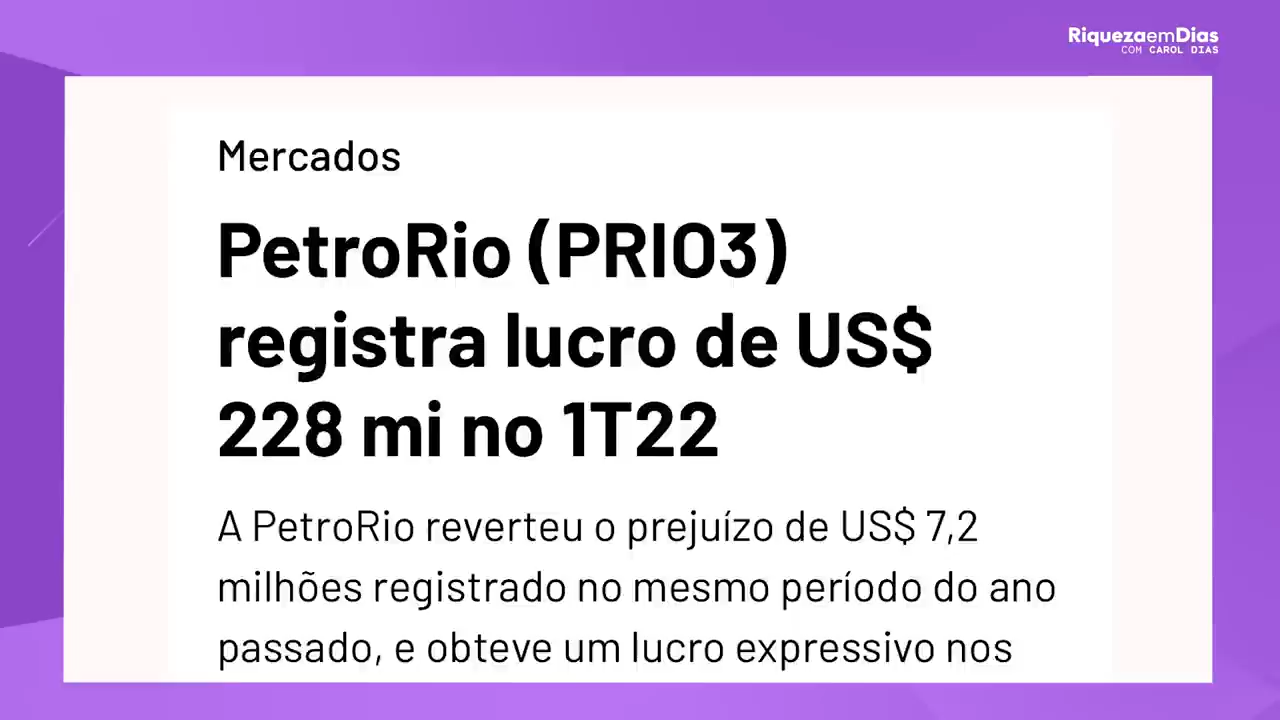 RiquezaemDias
COM CAROL DIAS
Mercados
PetroRio (PRIO3)
registra lucro de US$
228 mi no 1T22
A PetroRio reverteu o prejuízo de US$ 7,2
milhões registrado no mesmo período do ano
passado, e obteve um lucro expressivo nos